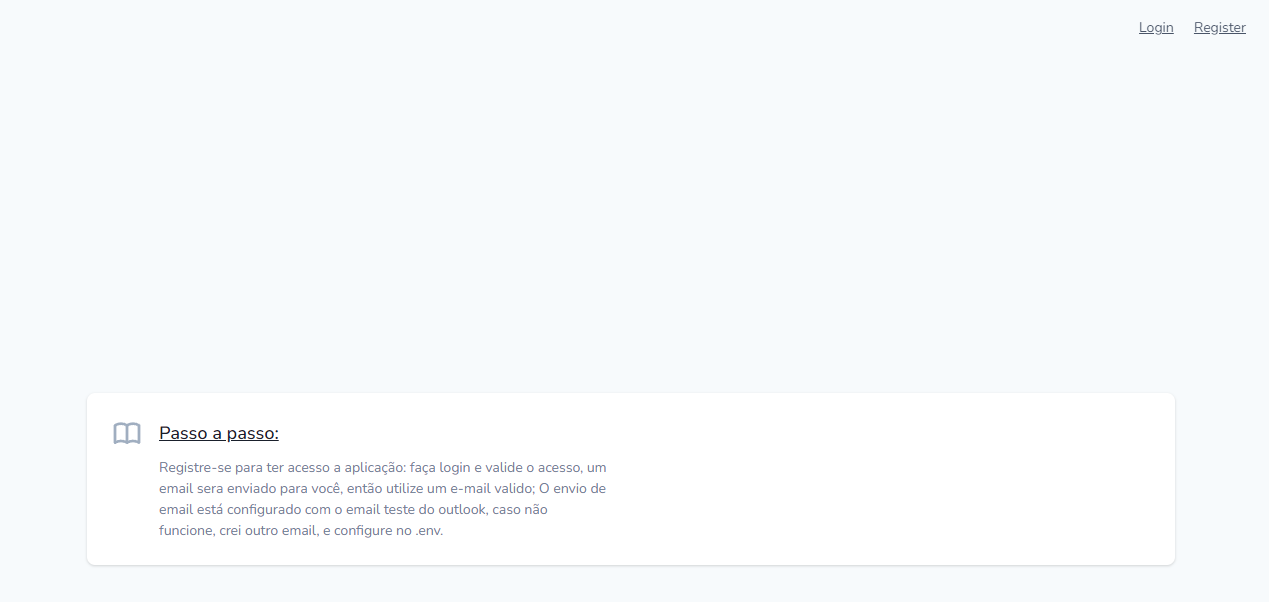 Login Register
Passo a passo:
Registre-se para ter acesso a aplicação: faça login e valide o acesso, um
email sera enviado para você, então utilize um e-mail valido; O envio de
email está configurado com o email teste do outlook, caso não
funcione, crei outro email, e configure no .env.